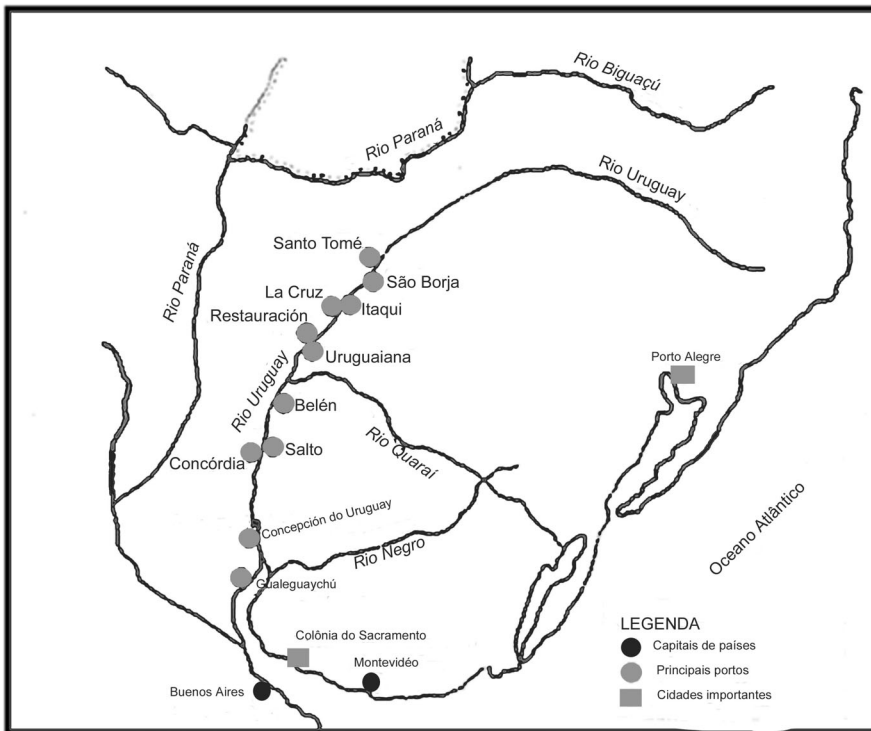 Rio Biguaçú
Rio Paraná
Rio Uruguay
Santo Tomé
Rio Paraná
São Borja
La Cruz
Itaqui
Restauración
Uruguaiana
Porto Alegre
Rio Uruguay
Belén
Rio Quaraí
Salto
Concórdia
Oceano Atlântico
Concepción do Uruguay
Rio Negro
Gualeguaychú
LEGENDA
Colônia do Sacramento
Capitais de países
Montevidéo
Principais portos
Buenos Aires
Cidades importantes